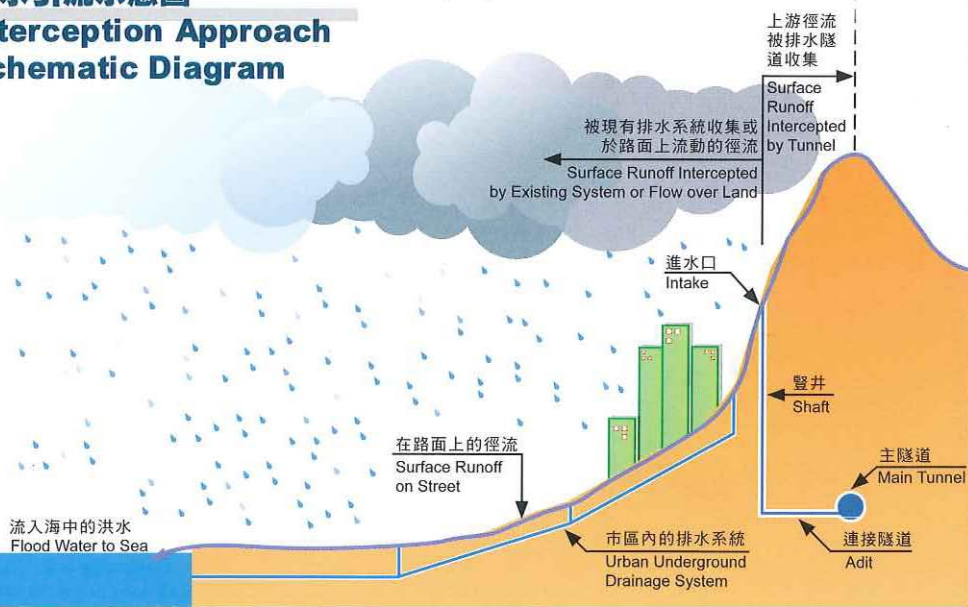 引流示意圖
terception Approach
chematic Diagram
上游徑流
被排水隧
道收集
Surface
Runoff
Intercepted
by Tunnel
被現有排水系統收集或
於路面上流動的徑流
Surface Runoff Intercepted
by Existing System or Flow over Land
進水口
Intake
豎井
Shaft
在路面上的徑流
Surface Runoff
on Street
主隧道
Main Tunnel
流入海中的洪水
Flood Water to Sea
市區內的排水系統
Urban Underground
Drainage System
連接隧道
Adit